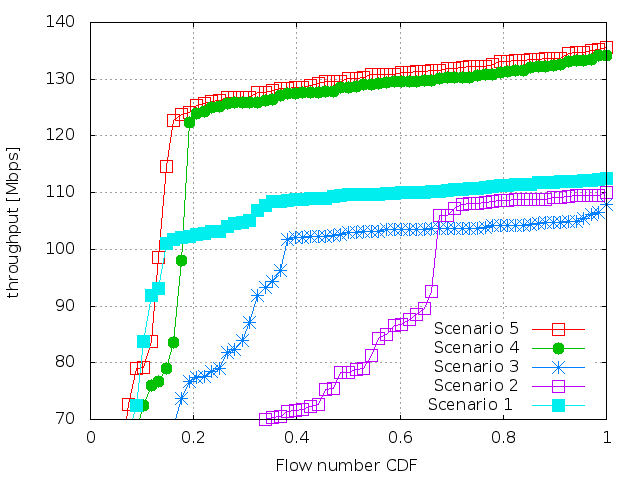 140
130
120
110
100
90
80
70
throughput [Mbps]
Scenario 5
Scenario 4
Scenario 3
Scenario 2
Scenario 1
0
0.2
0.4
0.6
0.8
1
Flow number CDF